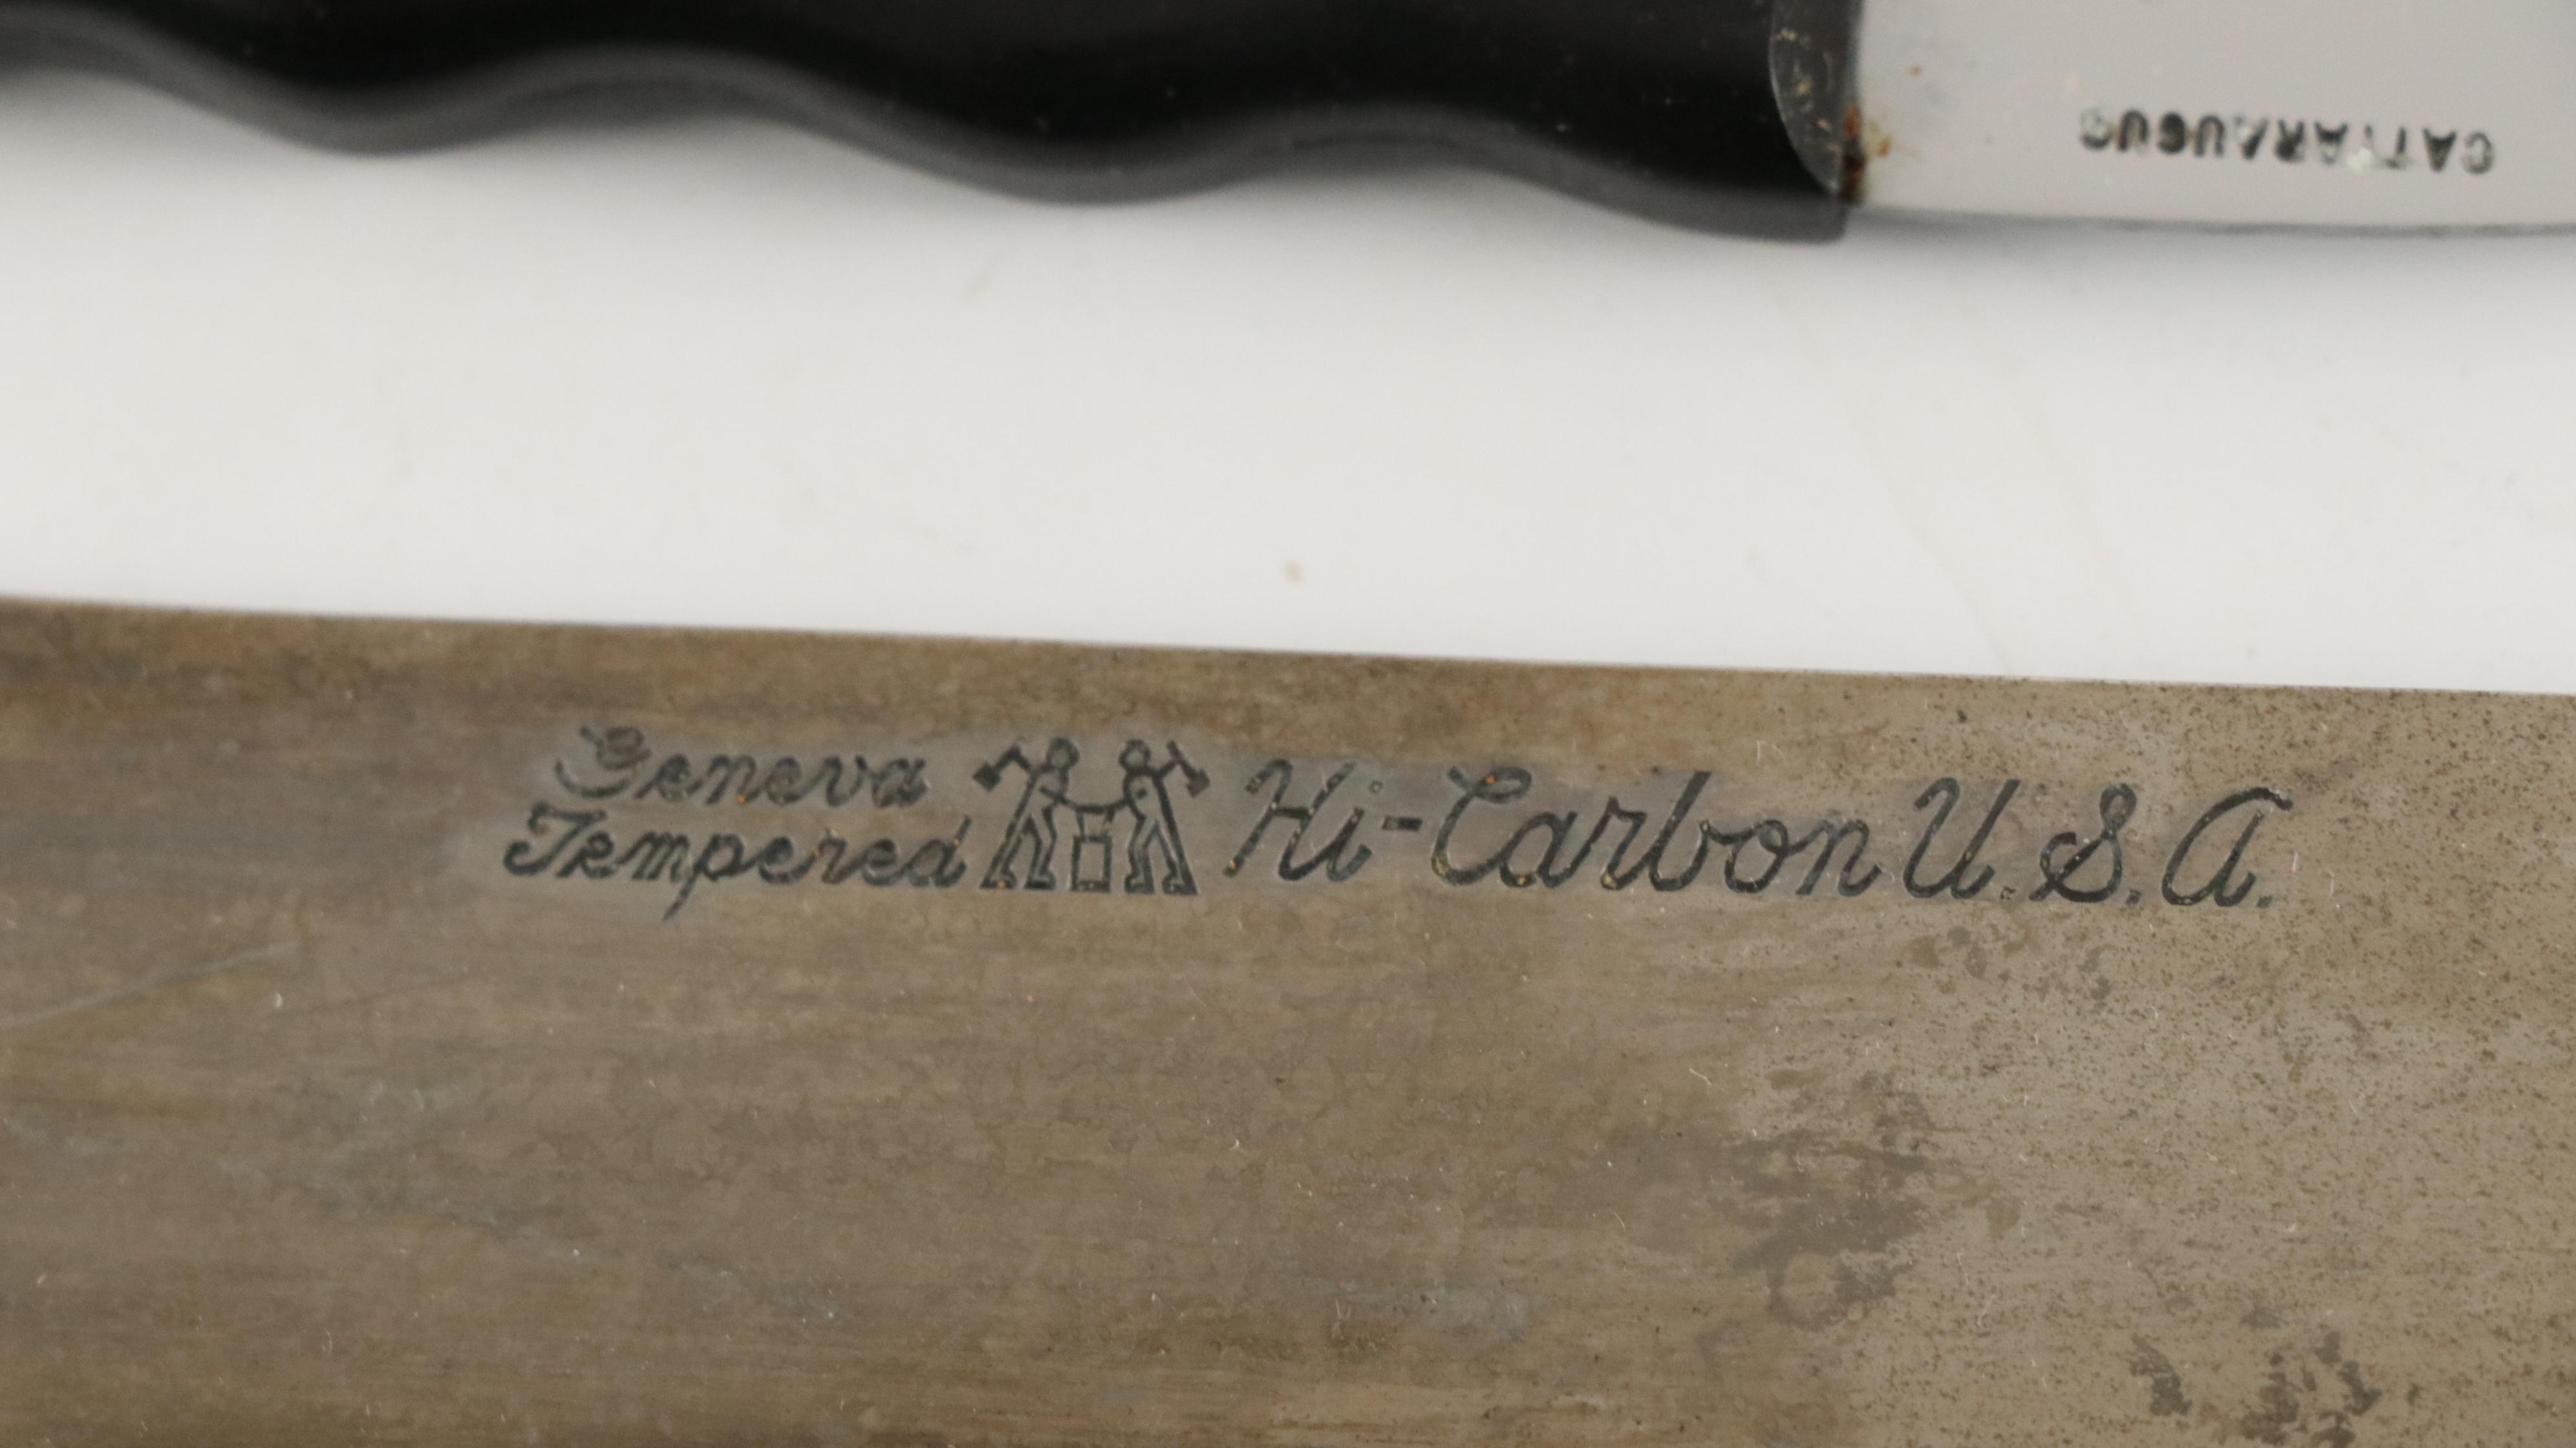 CATTARAUGUS
Geneva
Tempered
Hi-Carbon U.S.A.